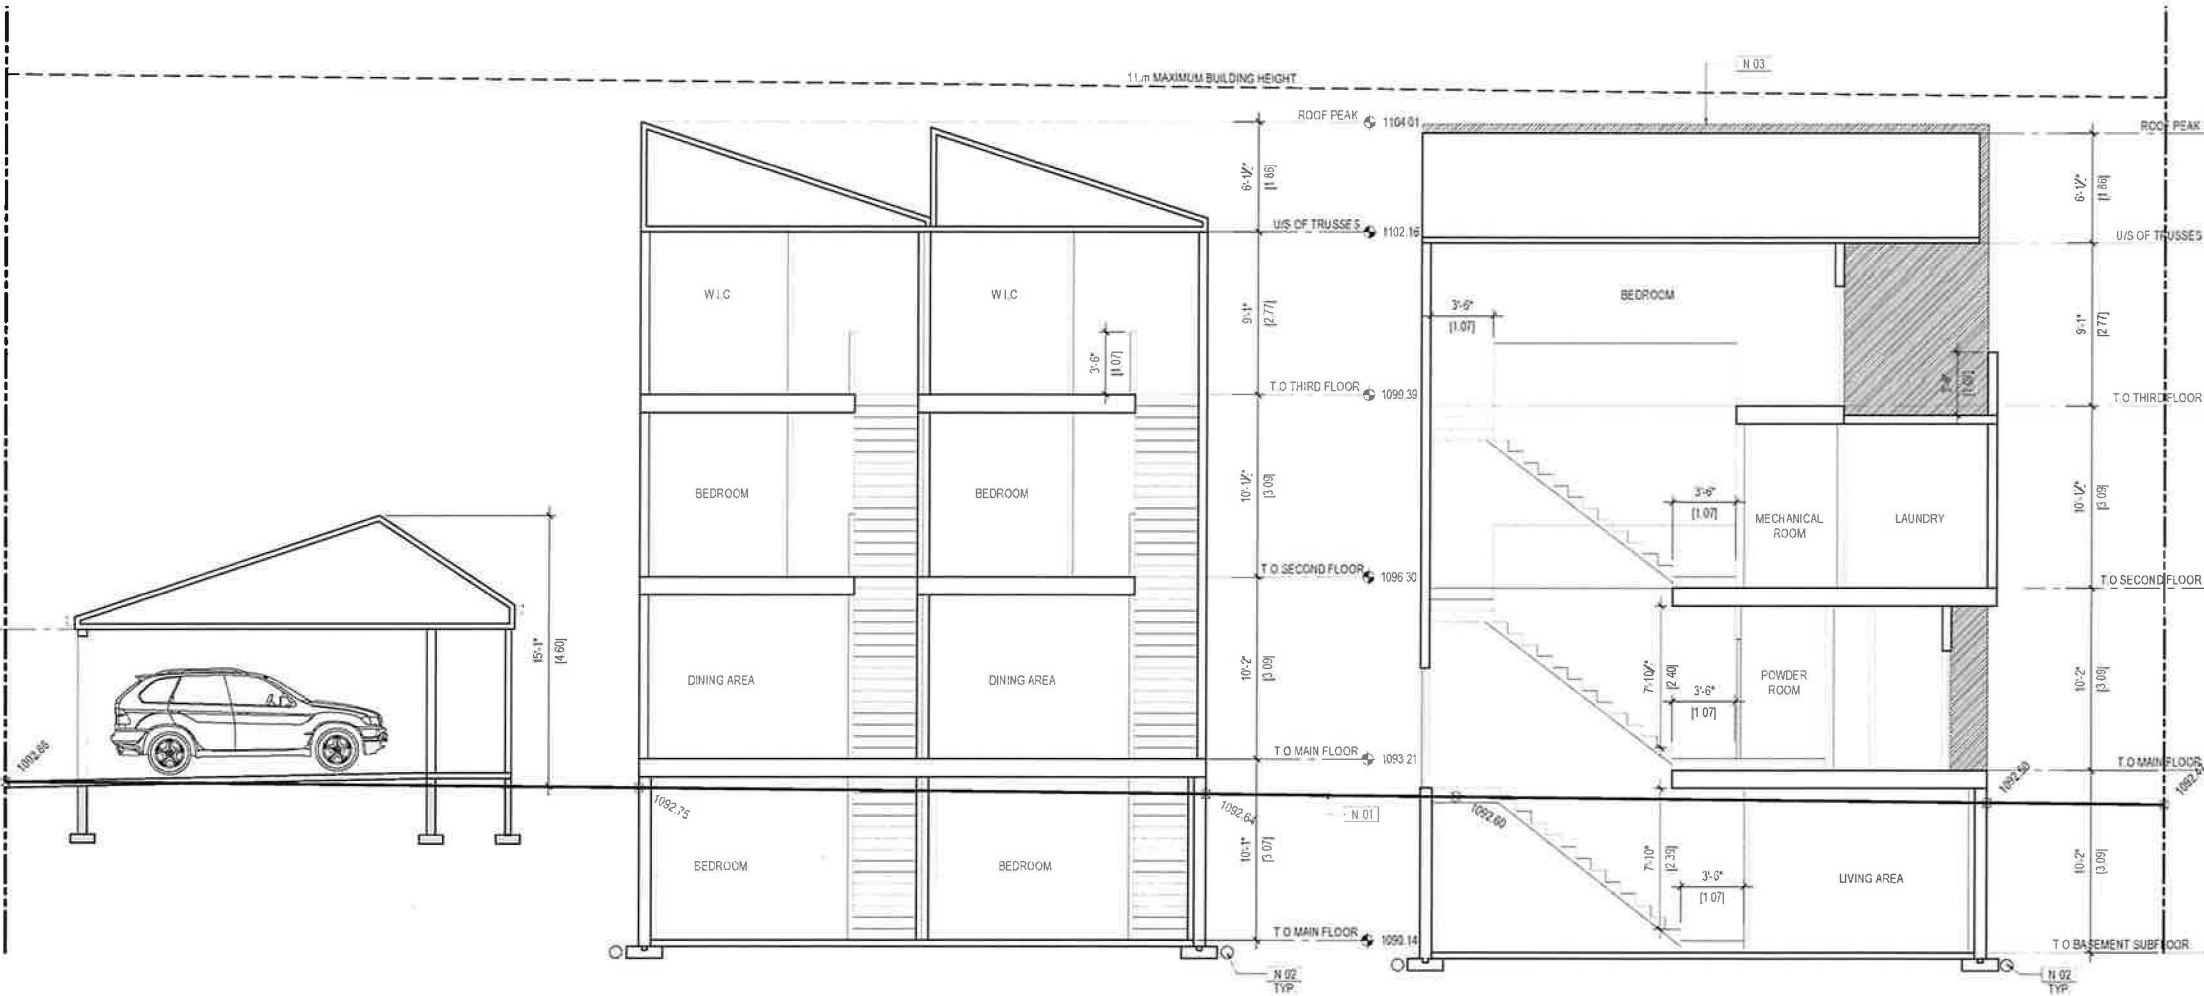 11.m MAXIMUM BUILDING HEIGHT
N 03
ROOF PEAK
1104.01
ROOF PEAK
6'-1½"
[1.86]
6'-1½"
[1.86]
U/S OF TRUSSES
1102.16
U/S OF TRUSSES
W.I.C
W.I.C
BEDROOM
9'-1"
[2.77]
3'-6"
[1.07]
9'-1"
[2.77]
3'-6"
[1.07]
T.O THIRD FLOOR
1099.39
T.O THIRD FLOOR
BEDROOM
BEDROOM
10'-1½"
[3.09]
3'-6"
[1.07]
MECHANICAL
ROOM
LAUNDRY
10'-1½"
[3.09]
T.O SECOND FLOOR
1096.30
T.O SECOND FLOOR
15'-1"
[4.60]
DINING AREA
DINING AREA
10'-2"
[3.09]
7'-10½"
[2.40]
3'-6"
[1.07]
POWDER
ROOM
10'-2"
[3.09]
1092.86
T.O MAIN FLOOR
1093.21
T.O MAIN FLOOR
1092.75
1092.64
N 01
1092.60
1092.50
BEDROOM
BEDROOM
10'-1"
[3.07]
7'-10"
[2.39]
3'-6"
[1.07]
LIVING AREA
10'-2"
[3.09]
T.O MAIN FLOOR
1090.14
T.O BASEMENT SUBFLOOR
N 02
TYP.
N 02
TYP.